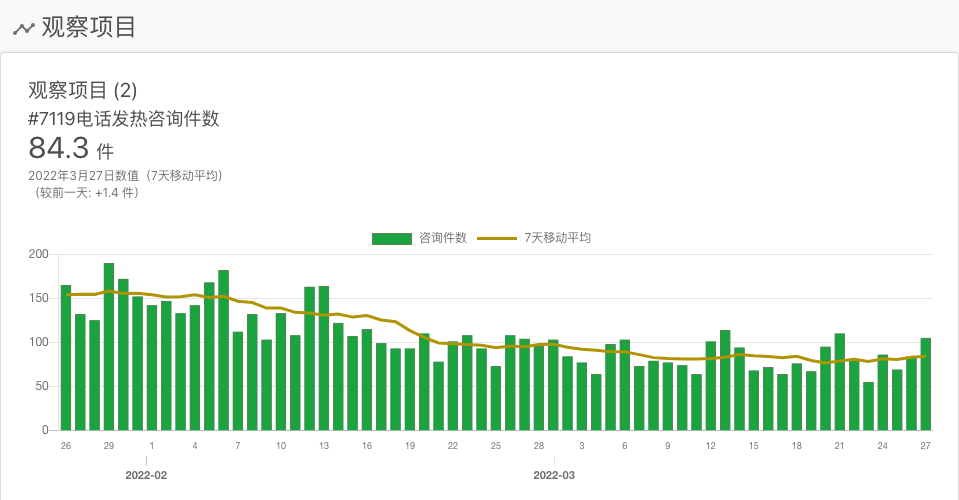 观察项目
观察项目 (2)
#7119电话发热咨询件数
84.3 件
2022年3月27日数值（7天移动平均）
（较前一天: +1.4 件）
咨询件数 7天移动平均
200
150
100
50
0
26 29 1 4 7 10 13 16 19 22 25 28 3 6 9 12 15 18 21 24 27
2022-02 2022-03